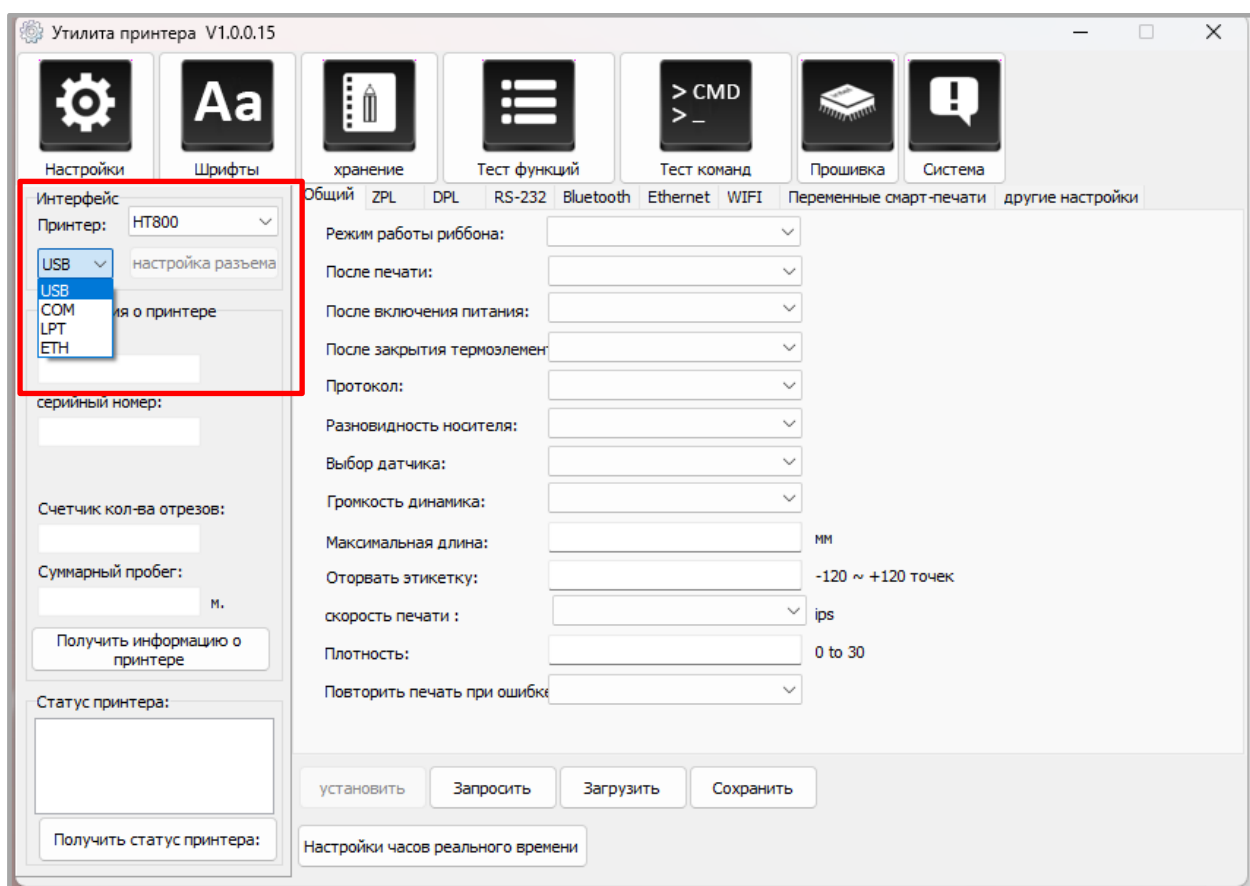 Утилита принтера V1.0.0.15
Aa
> CMD
>_
Настройки
Шрифты
хранение
Тест функций
Тест команд
Прошивка
Система
Интерфейс
Принтер: HT800
USB настройка разъема
USB
COM
LPT
ETH
я о принтере
серийный номер:
Счетчик кол-ва отрезов:
Суммарный пробег:
м.
Получить информацию о
принтере
Статус принтера:
Получить статус принтера:
Общий ZPL DPL RS-232 Bluetooth Ethernet WIFI Переменные смарт-печати другие настройки
Режим работы риббона:
После печати:
После включения питания:
После закрытия термоэлемен
Протокол:
Разновидность носителя:
Выбор датчика:
Громкость динамика:
Максимальная длина: мм
Оторвать этикетку: -120 ~ +120 точек
скорость печати : ips
Плотность: 0 to 30
Повторить печать при ошибке
установить Запросить Загрузить Сохранить
Настройки часов реального времени